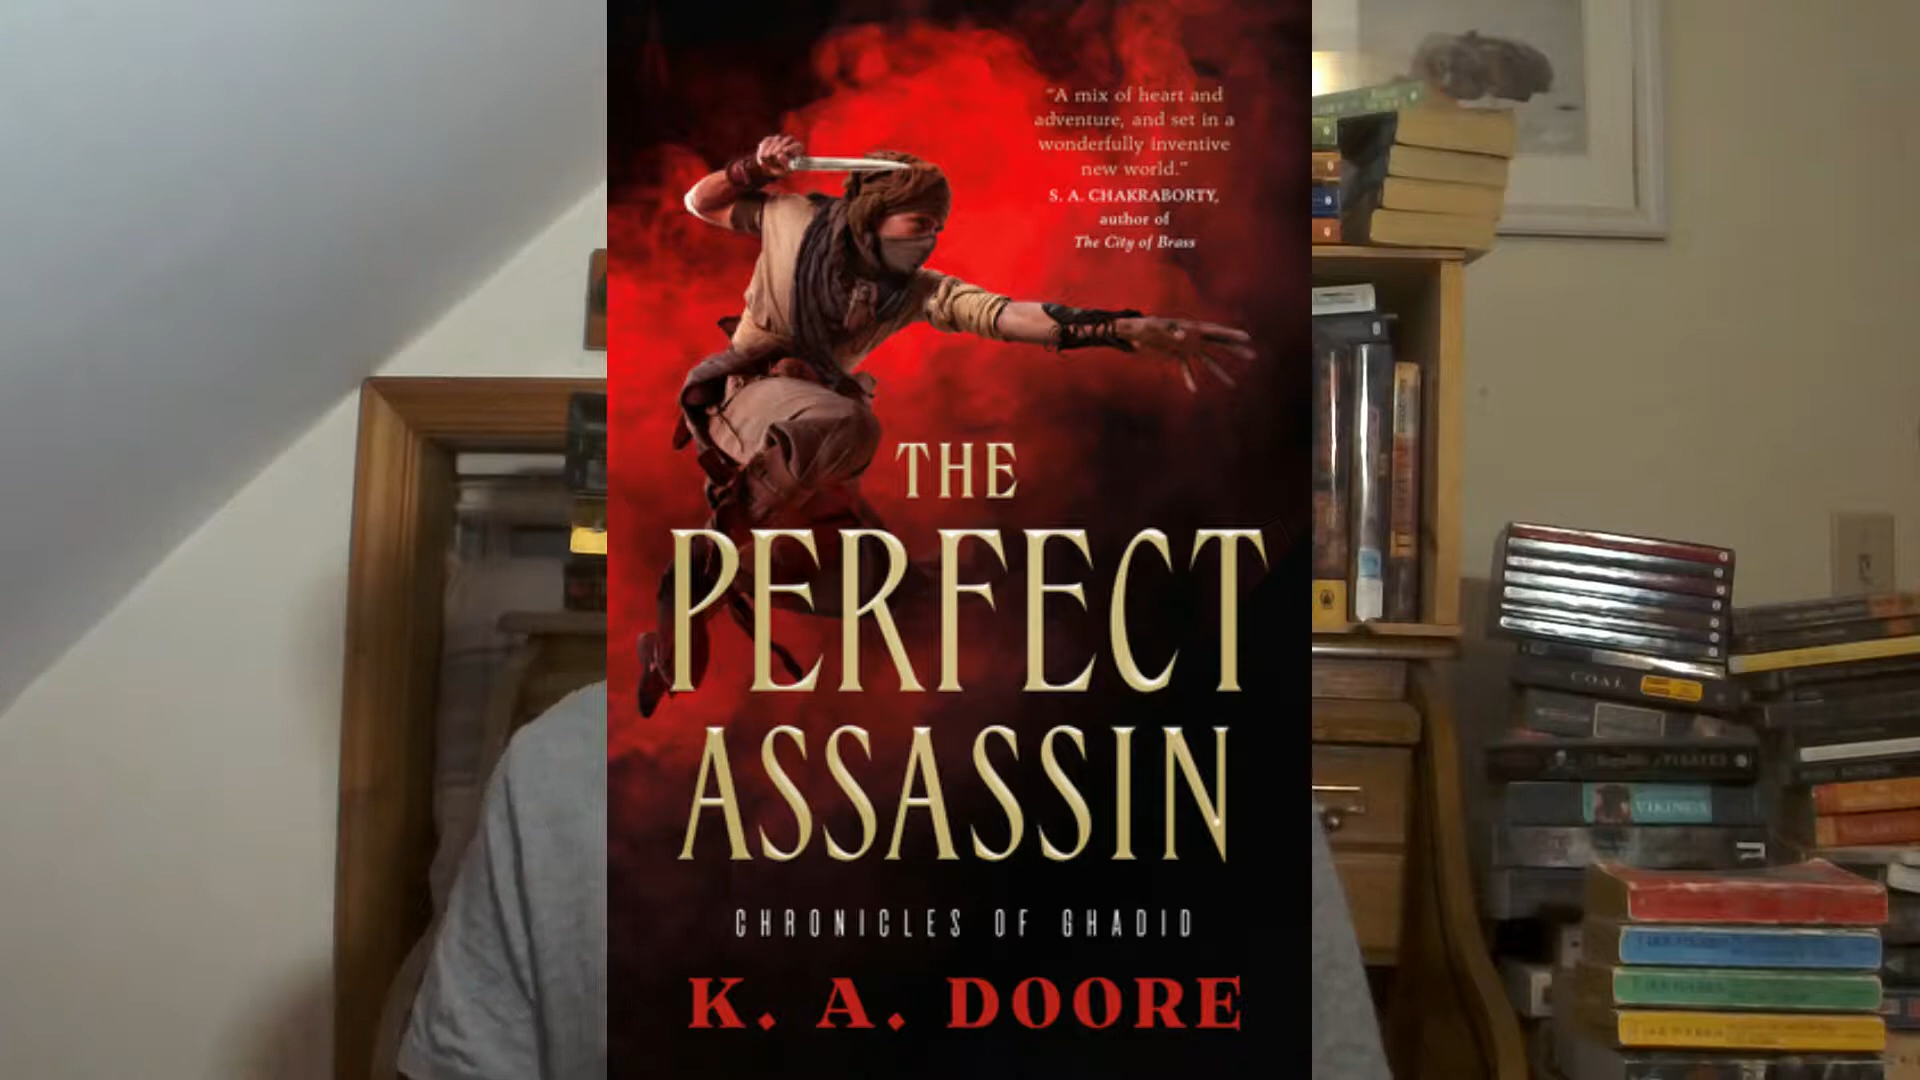 “A mix of heart and
adventure, and set in a
wonderfully inventive
new world.”
S. A. CHAKRABORTY,
author of
The City of Brass
THE
PERFECT
ASSASSIN
CHRONICLES OF GHADID
K. A. DOORE
COAL
VIKINGS